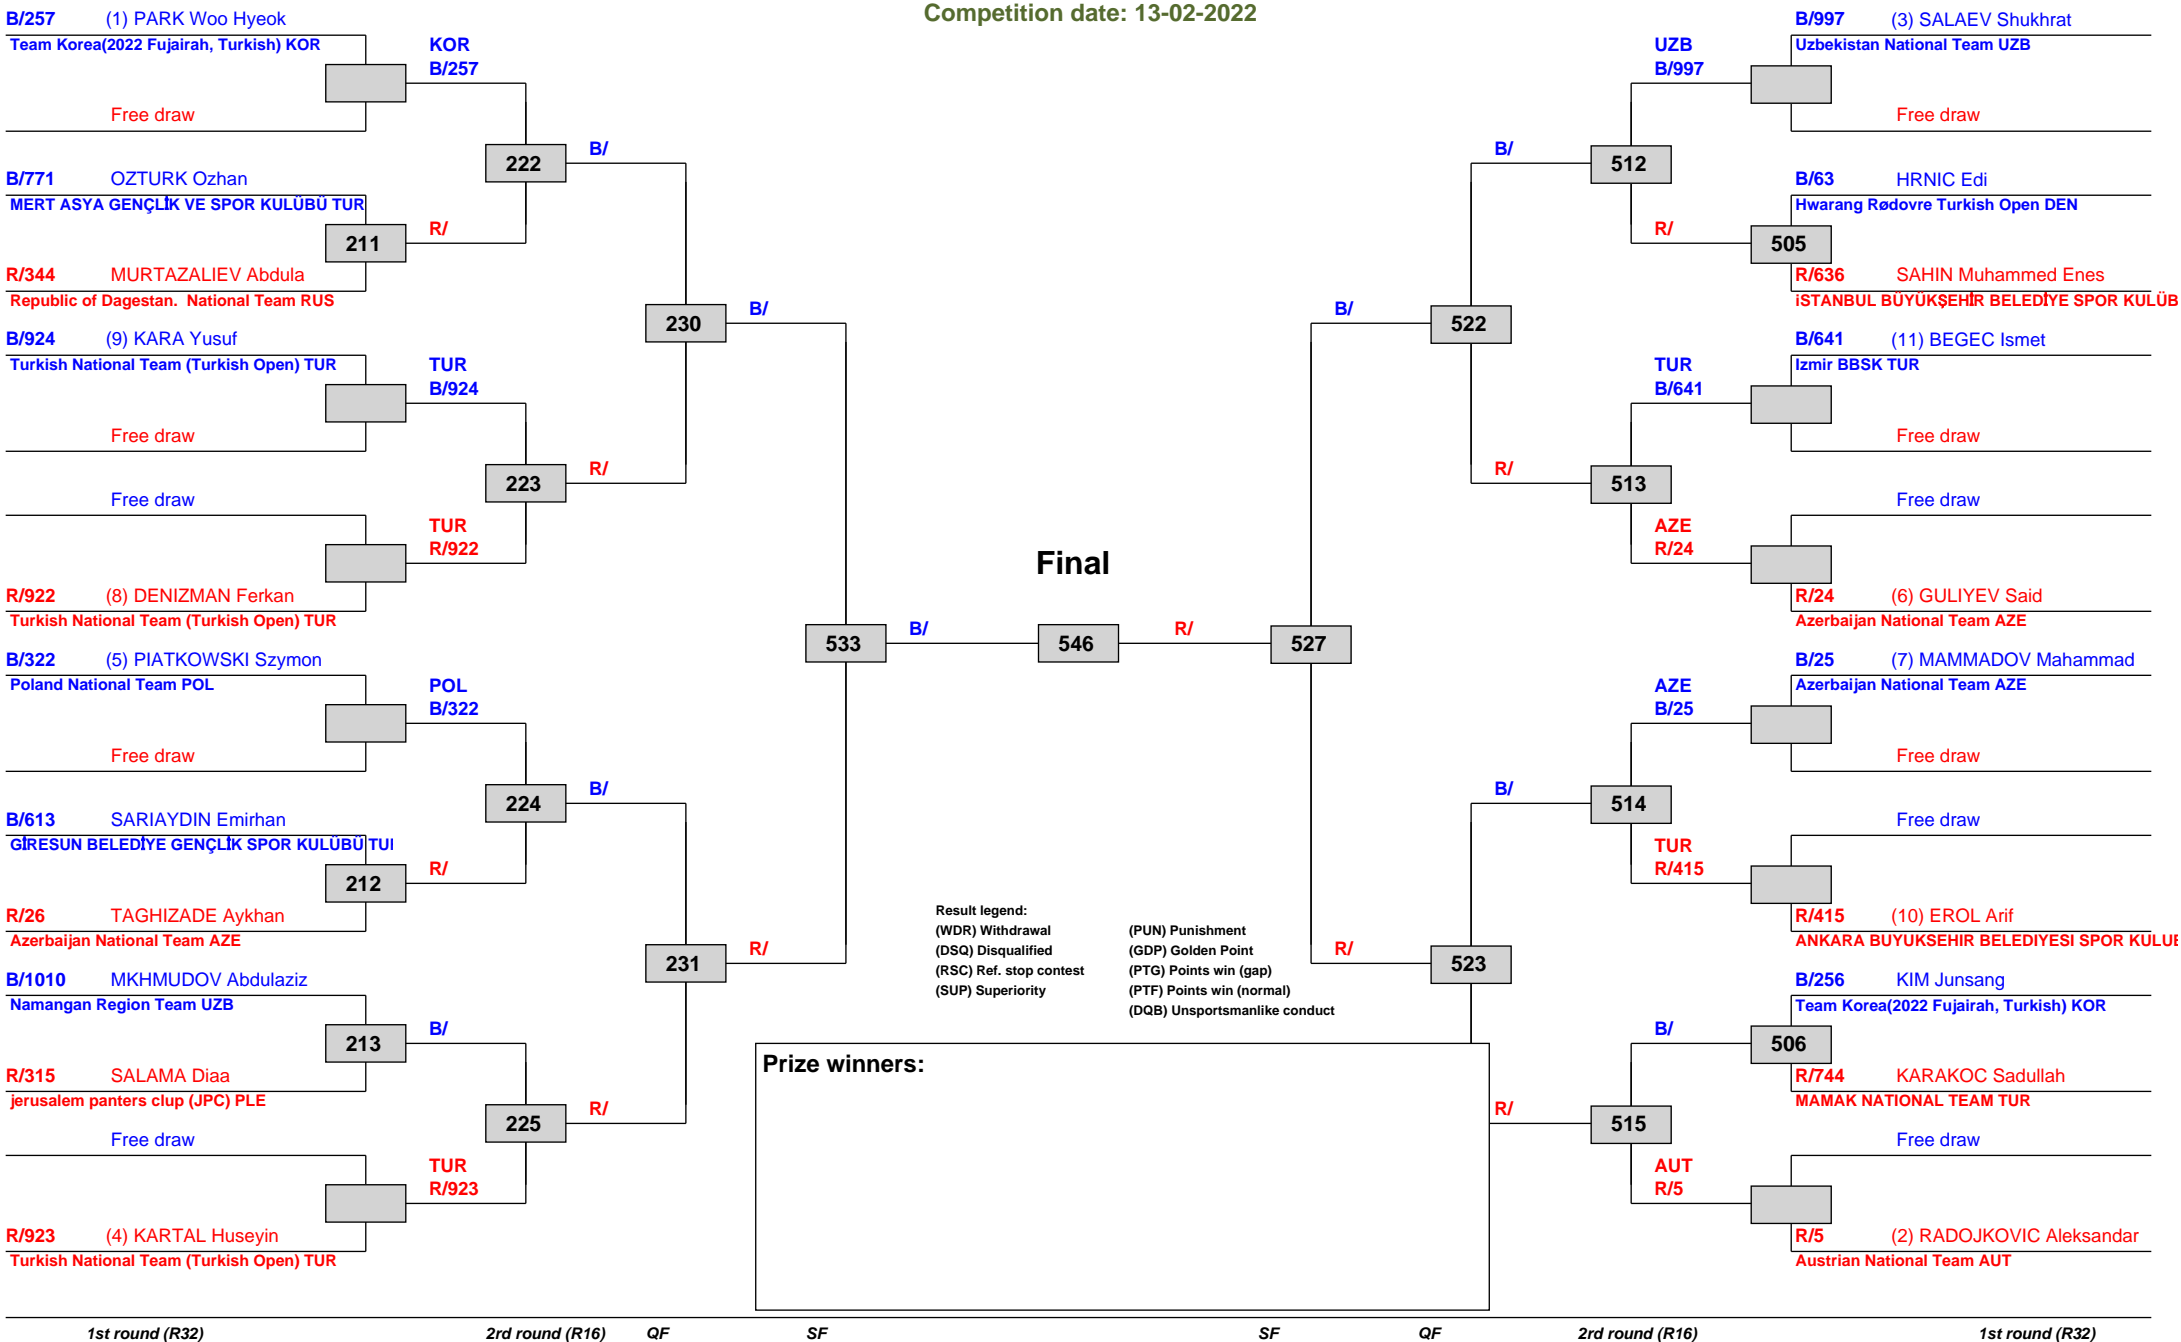 Competition date: 13-02-2022
B/257 (1) PARK Woo Hyeok
Team Korea(2022 Fujairah, Turkish) KOR
Free draw
KOR
B/257
B/771 OZTURK Ozhan
MERT ASYA GENÇLİK VE SPOR KULÜBÜ TUR
211
R/344 MURTAZALIEV Abdula
Republic of Dagestan. National Team RUS
222
R/
B/
B/924 (9) KARA Yusuf
Turkish National Team (Turkish Open) TUR
Free draw
TUR
B/924
230
B/
Free draw
223
R/
TUR
R/922
R/922 (8) DENIZMAN Ferkan
Turkish National Team (Turkish Open) TUR
B/322 (5) PIATKOWSKI Szymon
Poland National Team POL
Free draw
POL
B/322
533
B/
B/613 SARIAYDIN Emirhan
GİRESUN BELEDİYE GENÇLİK SPOR KULÜBÜ TUI
212
R/26 TAGHIZADE Aykhan
Azerbaijan National Team AZE
224
R/
B/
B/1010 MKHMUDOV Abdulaziz
Namangan Region Team UZB
213
R/315 SALAMA Diaa
jerusalem panters clup (JPC) PLE
231
R/
B/
Free draw
225
R/
TUR
R/923
R/923 (4) KARTAL Huseyin
Turkish National Team (Turkish Open) TUR
Final
546
R/
Result legend:
(WDR) Withdrawal (PUN) Punishment
(DSQ) Disqualified (GDP) Golden Point
(RSC) Ref. stop contest (PTG) Points win (gap)
(SUP) Superiority (PTF) Points win (normal)
(DQB) Unsportsmanlike conduct
Prize winners:
B/997 (3) SALAEV Shukhrat
Uzbekistan National Team UZB
Free draw
UZB
B/997
B/63 HRNIC Edi
Hwarang Rødovre Turkish Open DEN
505
R/636 SAHIN Muhammed Enes
iSTANBUL BÜYÜKŞEHİR BELEDİYE SPOR KULÜB
512
R/
B/
B/641 (11) BEGEC Ismet
Izmir BBSK TUR
Free draw
TUR
B/641
522
B/
Free draw
513
R/
AZE
R/24
R/24 (6) GULIYEV Said
Azerbaijan National Team AZE
527
B/25 (7) MAMMADOV Mahammad
Azerbaijan National Team AZE
Free draw
AZE
B/25
Free draw
514
B/
TUR
R/415
R/415 (10) EROL Arif
ANKARA BUYUKSEHIR BELEDIYESI SPOR KULUE
523
R/
B/256 KIM Junsang
Team Korea(2022 Fujairah, Turkish) KOR
506
R/744 KARAKOC Sadullah
MAMAK NATIONAL TEAM TUR
B/
Free draw
515
R/
AUT
R/5
R/5 (2) RADOJKOVIC Aleksandar
Austrian National Team AUT
1st round (R32) 2rd round (R16) QF SF SF QF 2rd round (R16) 1st round (R32)